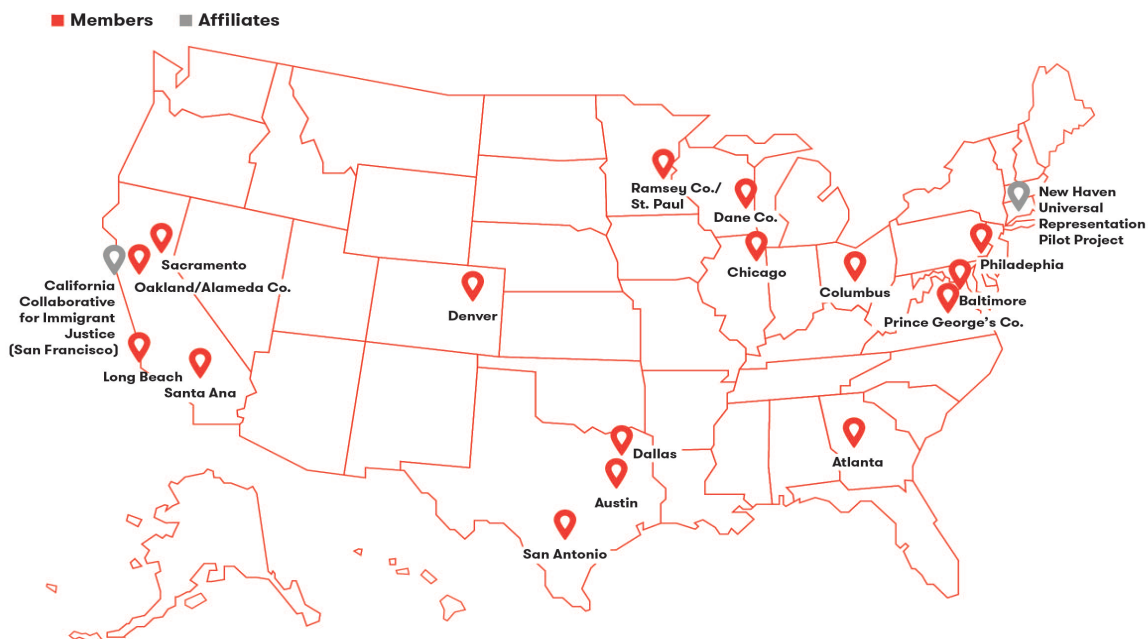 Members
Affiliates
Ramsey Co./
St. Paul
Dane Co.
New Haven
Universal
Representation
Pilot Project
Sacramento
Oakland/Alameda Co.
California
Collaborative
for Immigrant
Justice
(San Francisco)
Long Beach
Santa Ana
Denver
Chicago
Columbus
Philadephia
Baltimore
Prince George's Co.
Dallas
Austin
San Antonio
Atlanta